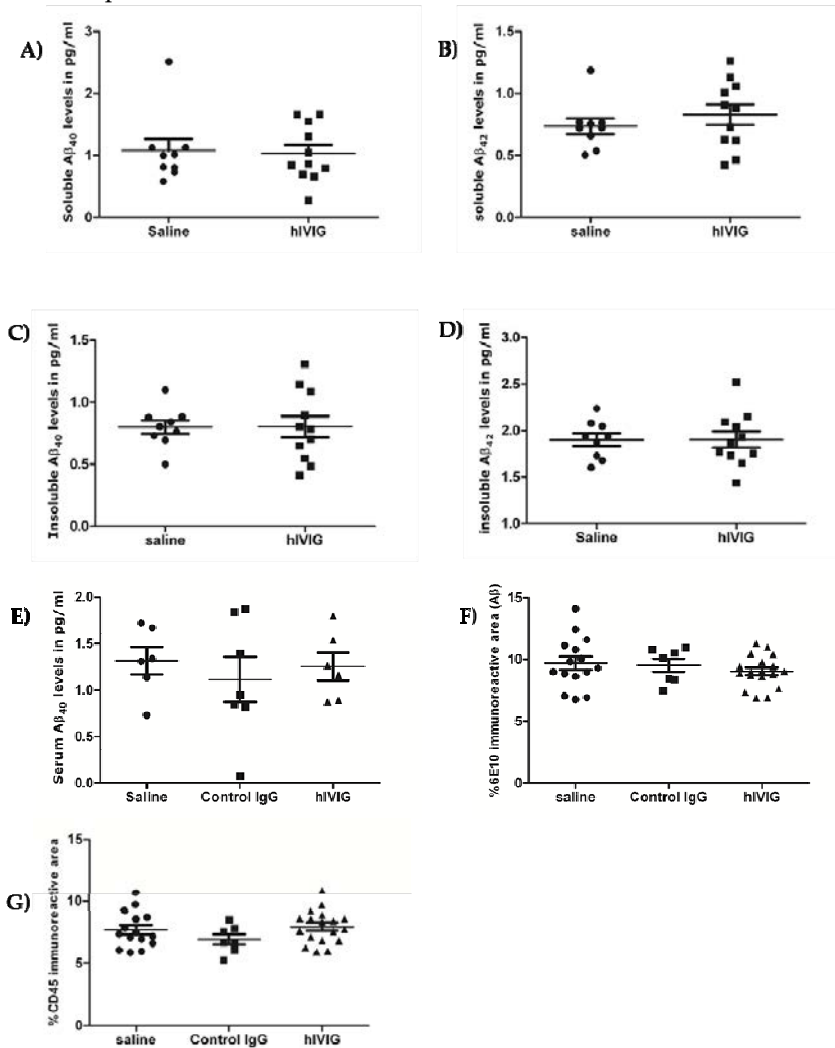 A)
Soluble Aβ40 levels in pg/ml
3
2
1
0
Saline
hIVIG
B)
soluble Aβ42 levels in pg/ml
1.5
1.0
0.5
0.0
saline
hIVIG
C)
Insoluble Aβ40 levels in pg/ml
1.5
1.0
0.5
0.0
saline
hIVIG
D)
insoluble Aβ42 levels in pg/ml
3.0
2.5
2.0
1.5
1.0
Saline
hIVIG
E)
Serum Aβ40 levels in pg/ml
2.0
1.5
1.0
0.5
0.0
Saline
Control IgG
hIVIG
F)
%6E10 immunoreactive area (Aβ)
15
10
5
0
saline
Control IgG
hIVIG
G)
%CD45 immunoreactive area
15
10
5
0
saline
Control IgG
hIVIG